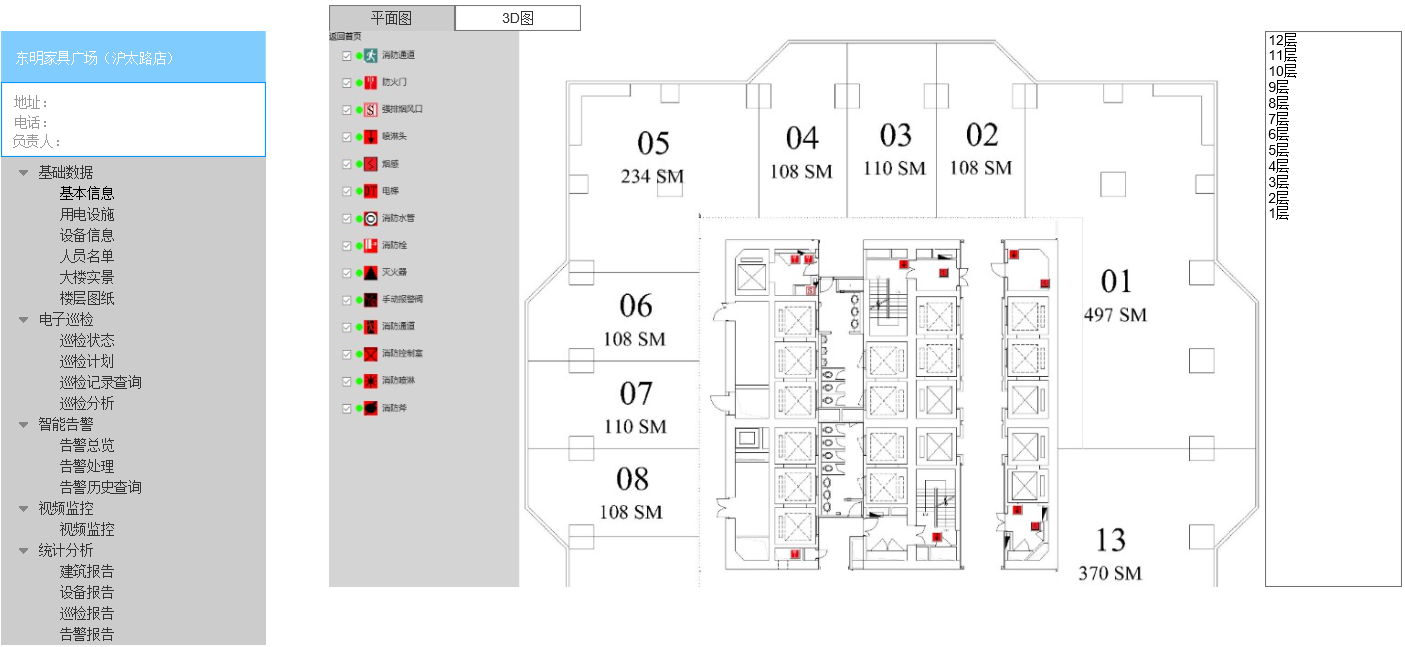 东明家具广场（沪太路店）
地址：
电话：
负责人：
基础数据
基本信息
用电设施
设备信息
人员名单
大楼实景
楼层图纸
电子巡检
巡检状态
巡检计划
巡检记录查询
巡检分析
智能告警
告警总览
告警处理
告警历史查询
视频监控
视频监控
统计分析
建筑报告
设备报告
巡检报告
告警报告
平面图
3D图
返回首页
消防通道
防火门
强排烟风口
喷淋头
烟感
电梯
消防水管
消防栓
灭火器
手动报警阀
消防通道
消防控制室
消防喷淋
消防斧
05
234 SM
04
108 SM
03
110 SM
02
108 SM
01
497 SM
06
108 SM
07
110 SM
08
108 SM
13
370 SM
12层
11层
10层
9层
8层
7层
6层
5层
4层
3层
2层
1层